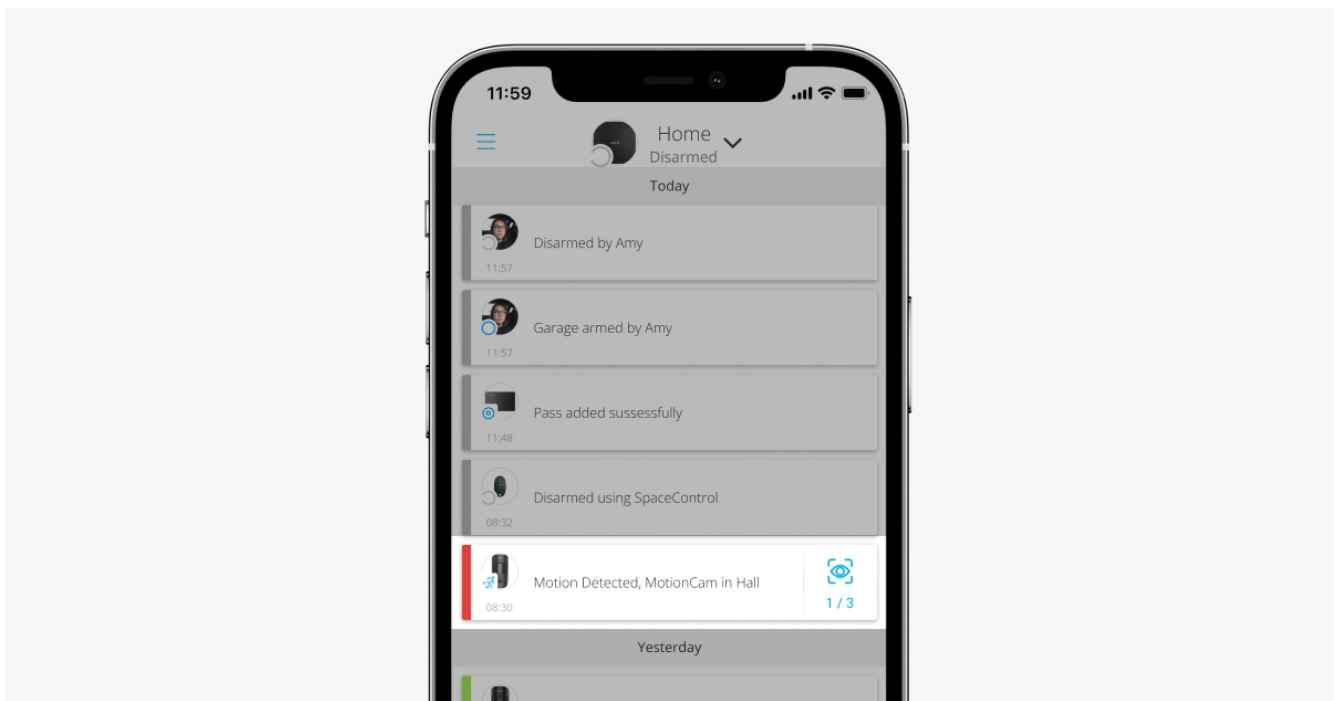 11:59
Home
Disarmed
Today
Disarmed by Amy
11:57
Garage armed by Amy
11:57
Pass added sussessfully
11:48
Disarmed using SpaceControl
08:32
Motion Detected, MotionCam in Hall
08:30
1 / 3
Yesterday